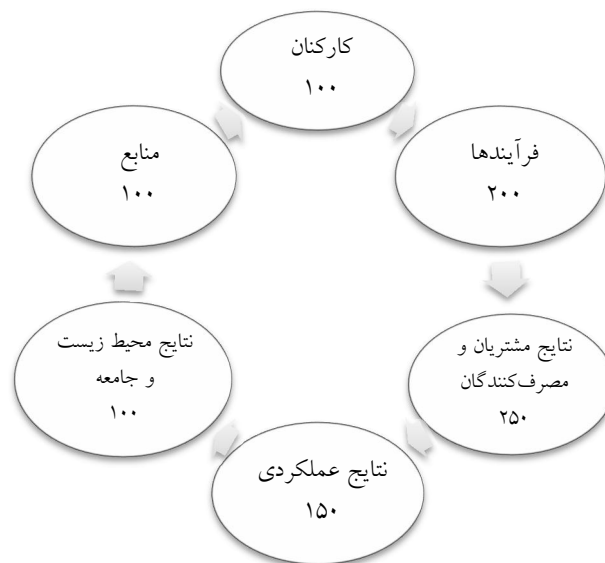 کارکنان
۱۰۰
فرآیندها
۲۰۰
نتایج مشتریان و
مصرف‌کنندگان
۲۵۰
نتایج عملکردی
۱۵۰
نتایج محیط زیست
و جامعه
۱۰۰
منابع
۱۰۰